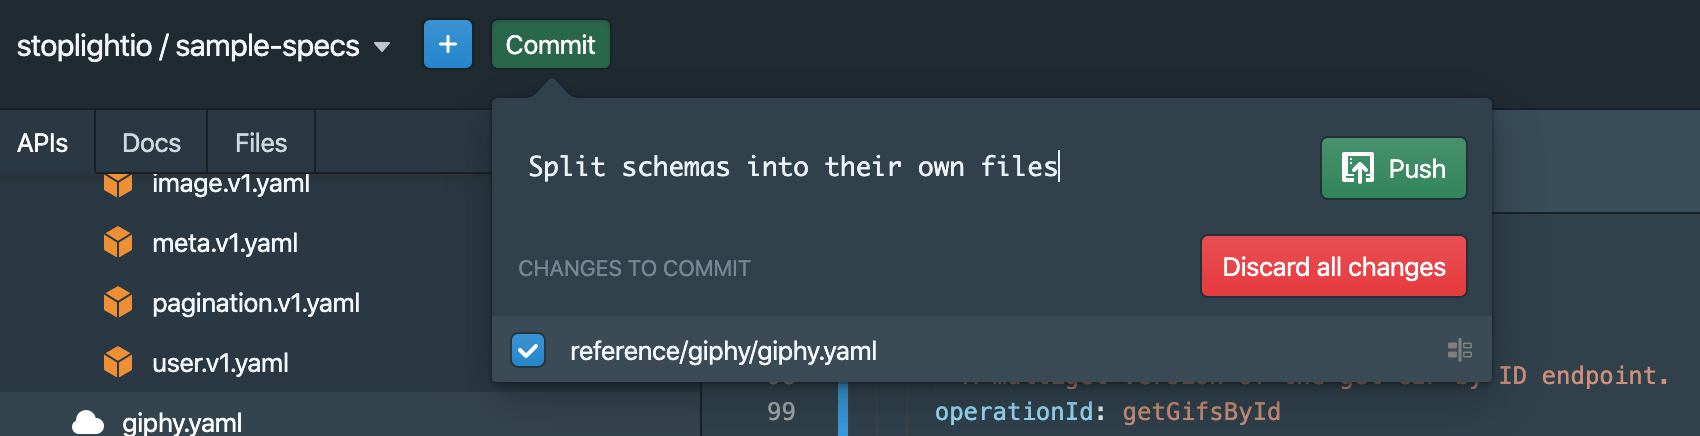 stoplightio / sample-specs
+
Commit
APIs
Docs
Files
Split schemas into their own files
Push
CHANGES TO COMMIT
Discard all changes
reference/giphy/giphy.yaml
image.v1.yaml
meta.v1.yaml
pagination.v1.yaml
user.v1.yaml
giphy.yaml
ID endpoint.
99 operationId: getGifsById